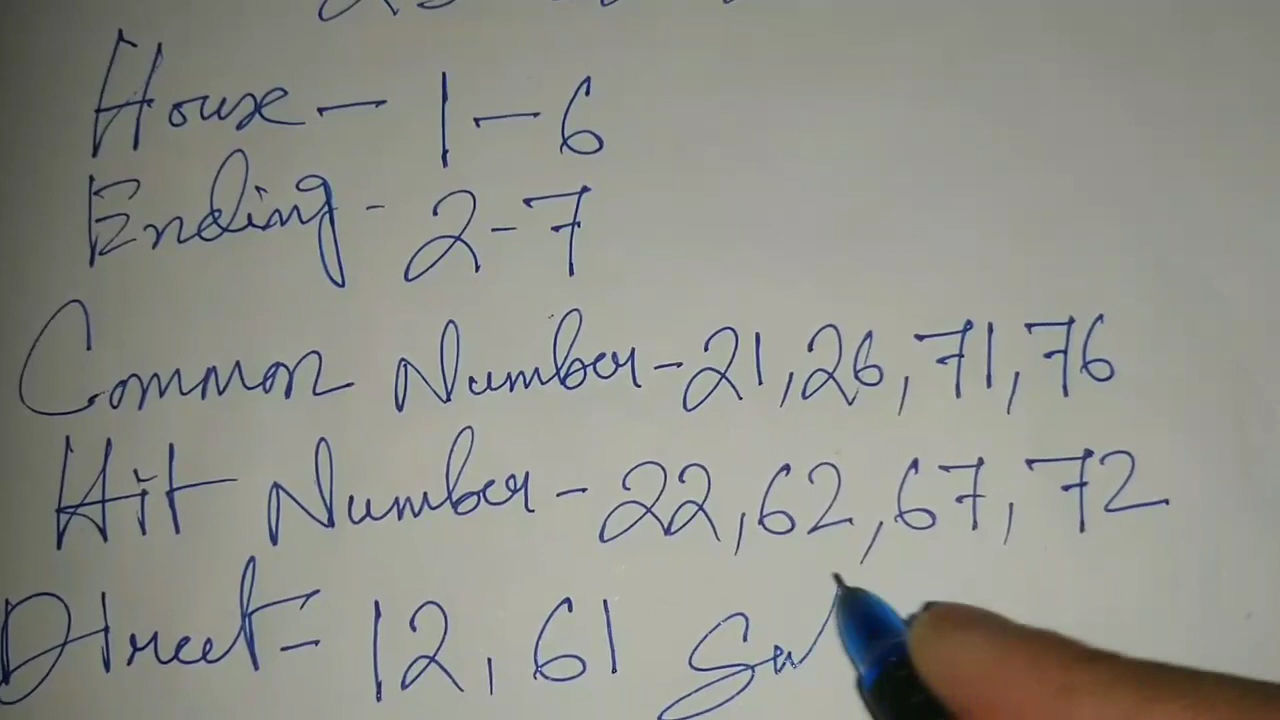 House - 1-6
Ending - 2-7
Common Number - 21, 26, 71, 76
Hit Number - 22, 62, 67, 72
Direct - 12, 61